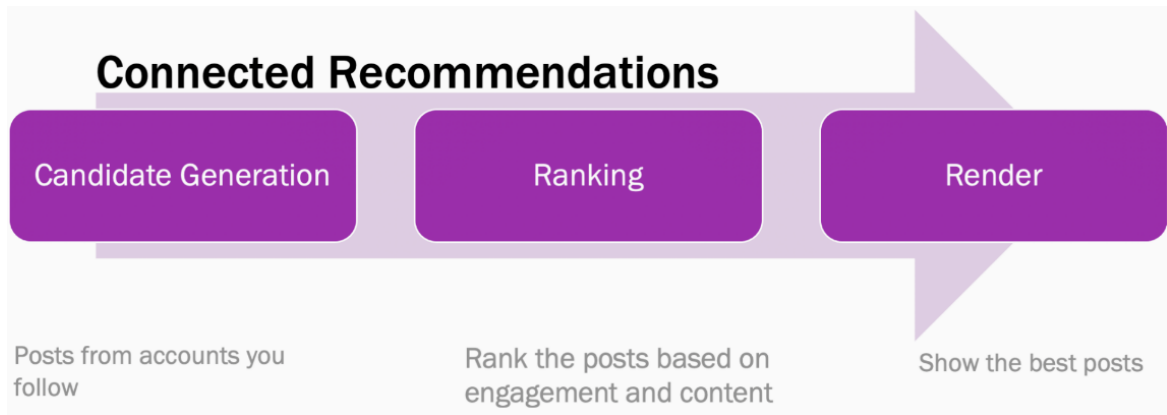 Connected Recommendations
Candidate Generation
Ranking
Render
Posts from accounts you
follow
Rank the posts based on
engagement and content
Show the best posts